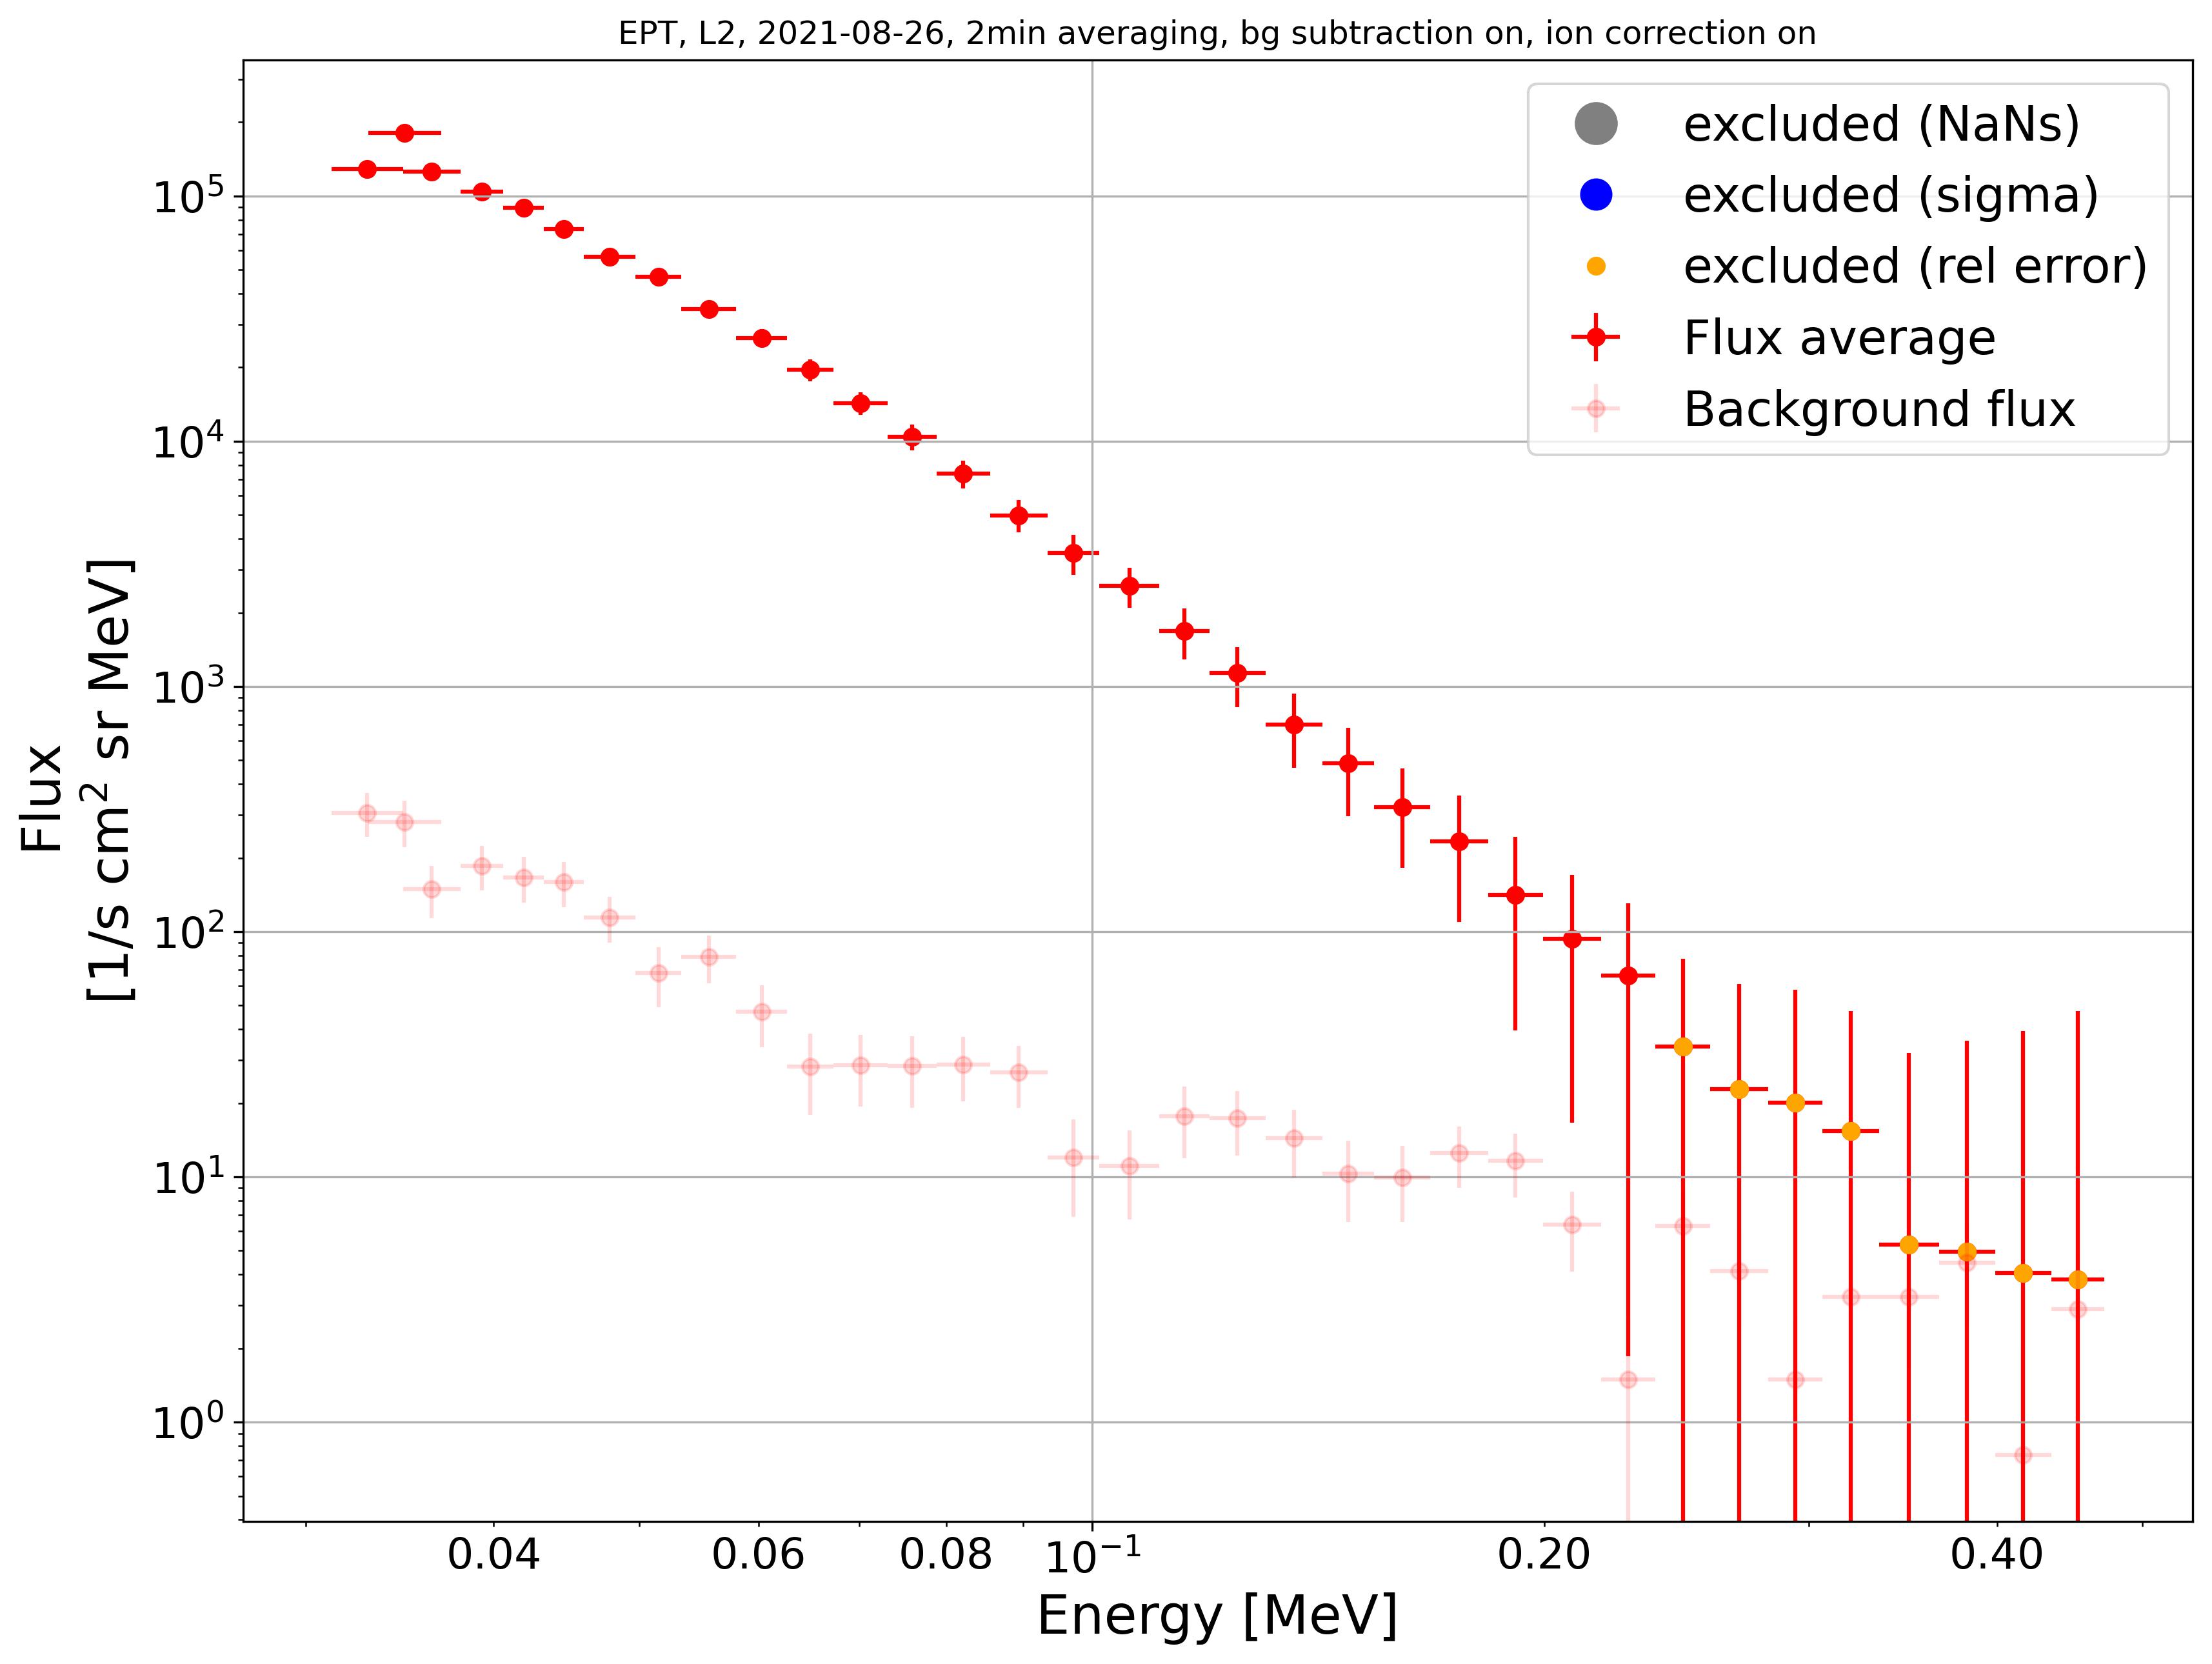 EPT, L2, 2021-08-26, 2min averaging, bg subtraction on, ion correction on
excluded (NaNs)
excluded (sigma)
excluded (rel error)
Flux average
Background flux
Flux
[1/s cm² sr MeV]
10⁵
10⁴
10³
10²
10¹
10⁰
0.04 0.06 0.08 10⁻¹ 0.20 0.40
Energy [MeV]